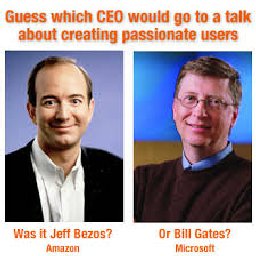 Guess which CEO would go to a talk
about creating passionate users
Was it Jeff Bezos?
Amazon
Or Bill Gates?
Microsoft